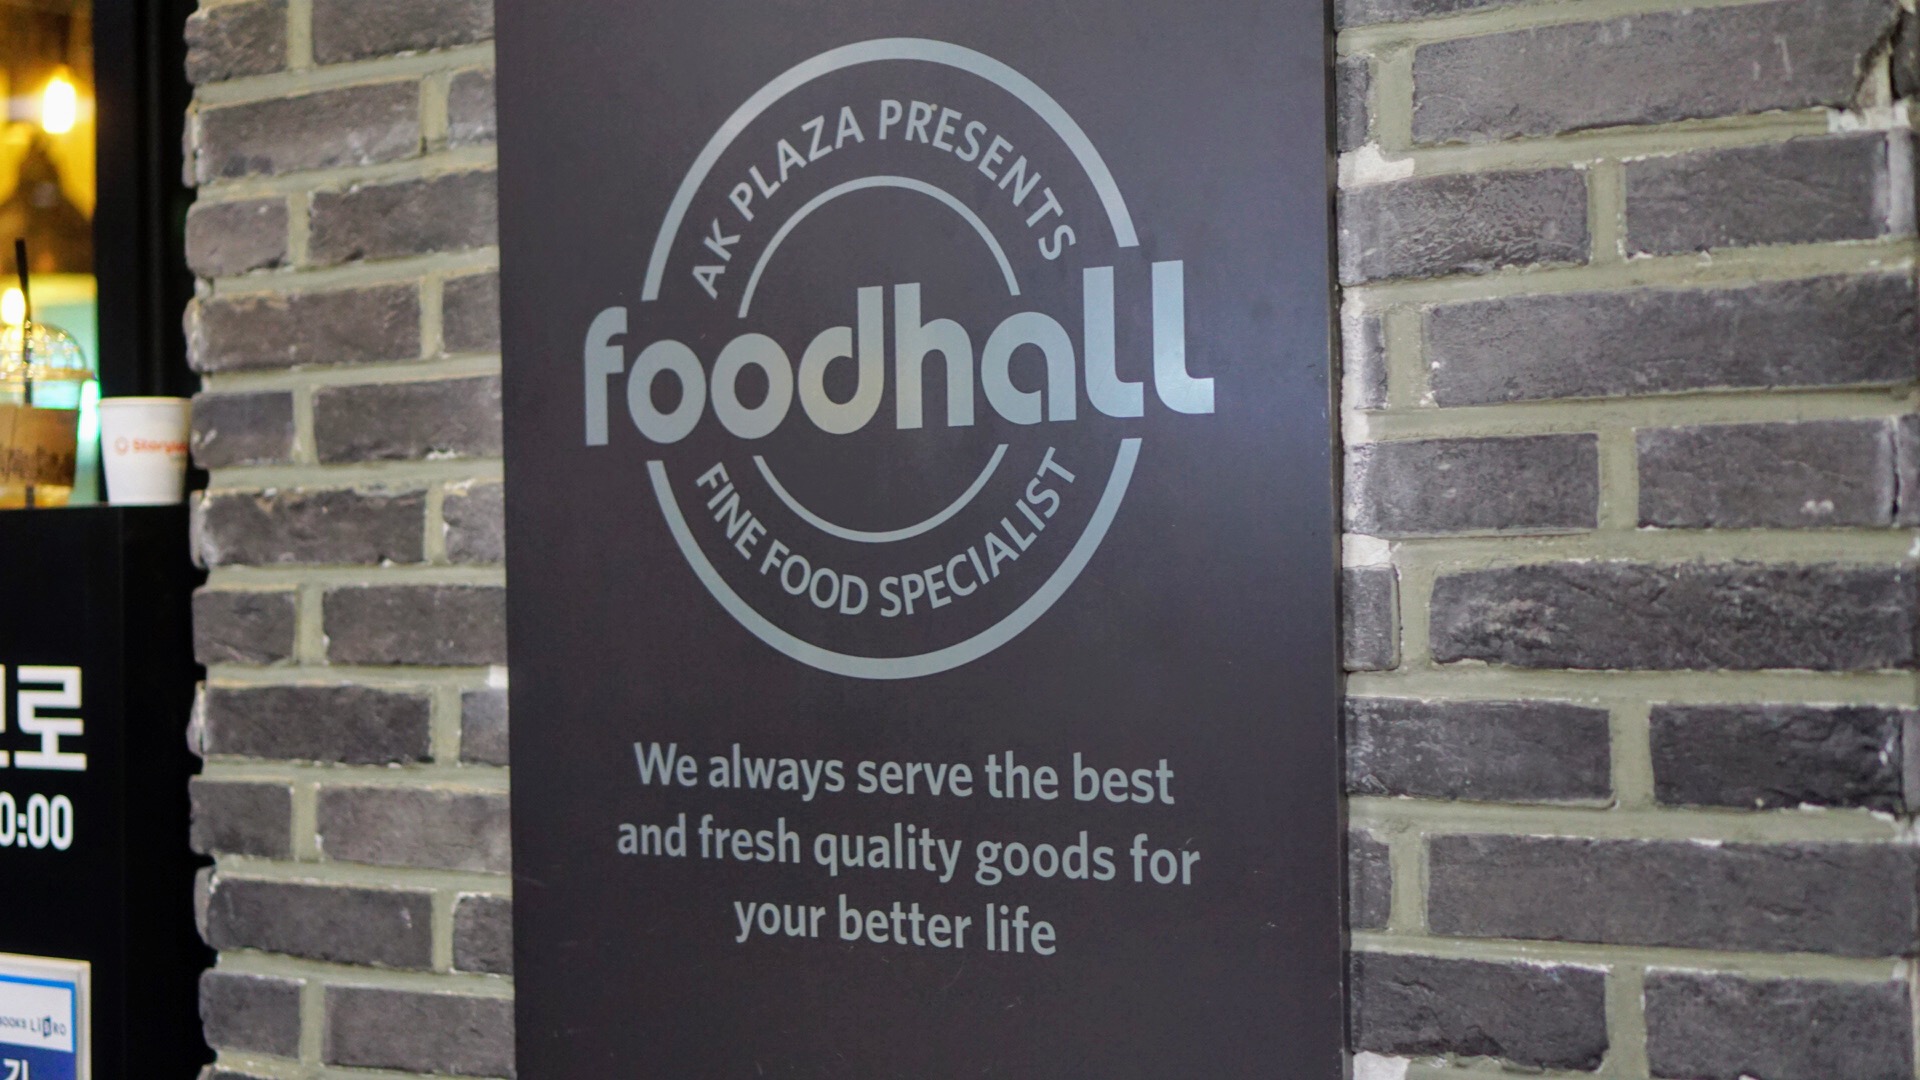 AK PLAZA PRESENTS
foodhall
FINE FOOD SPECIALIST
We always serve the best
and fresh quality goods for
your better life
로
0:00
LIBRO